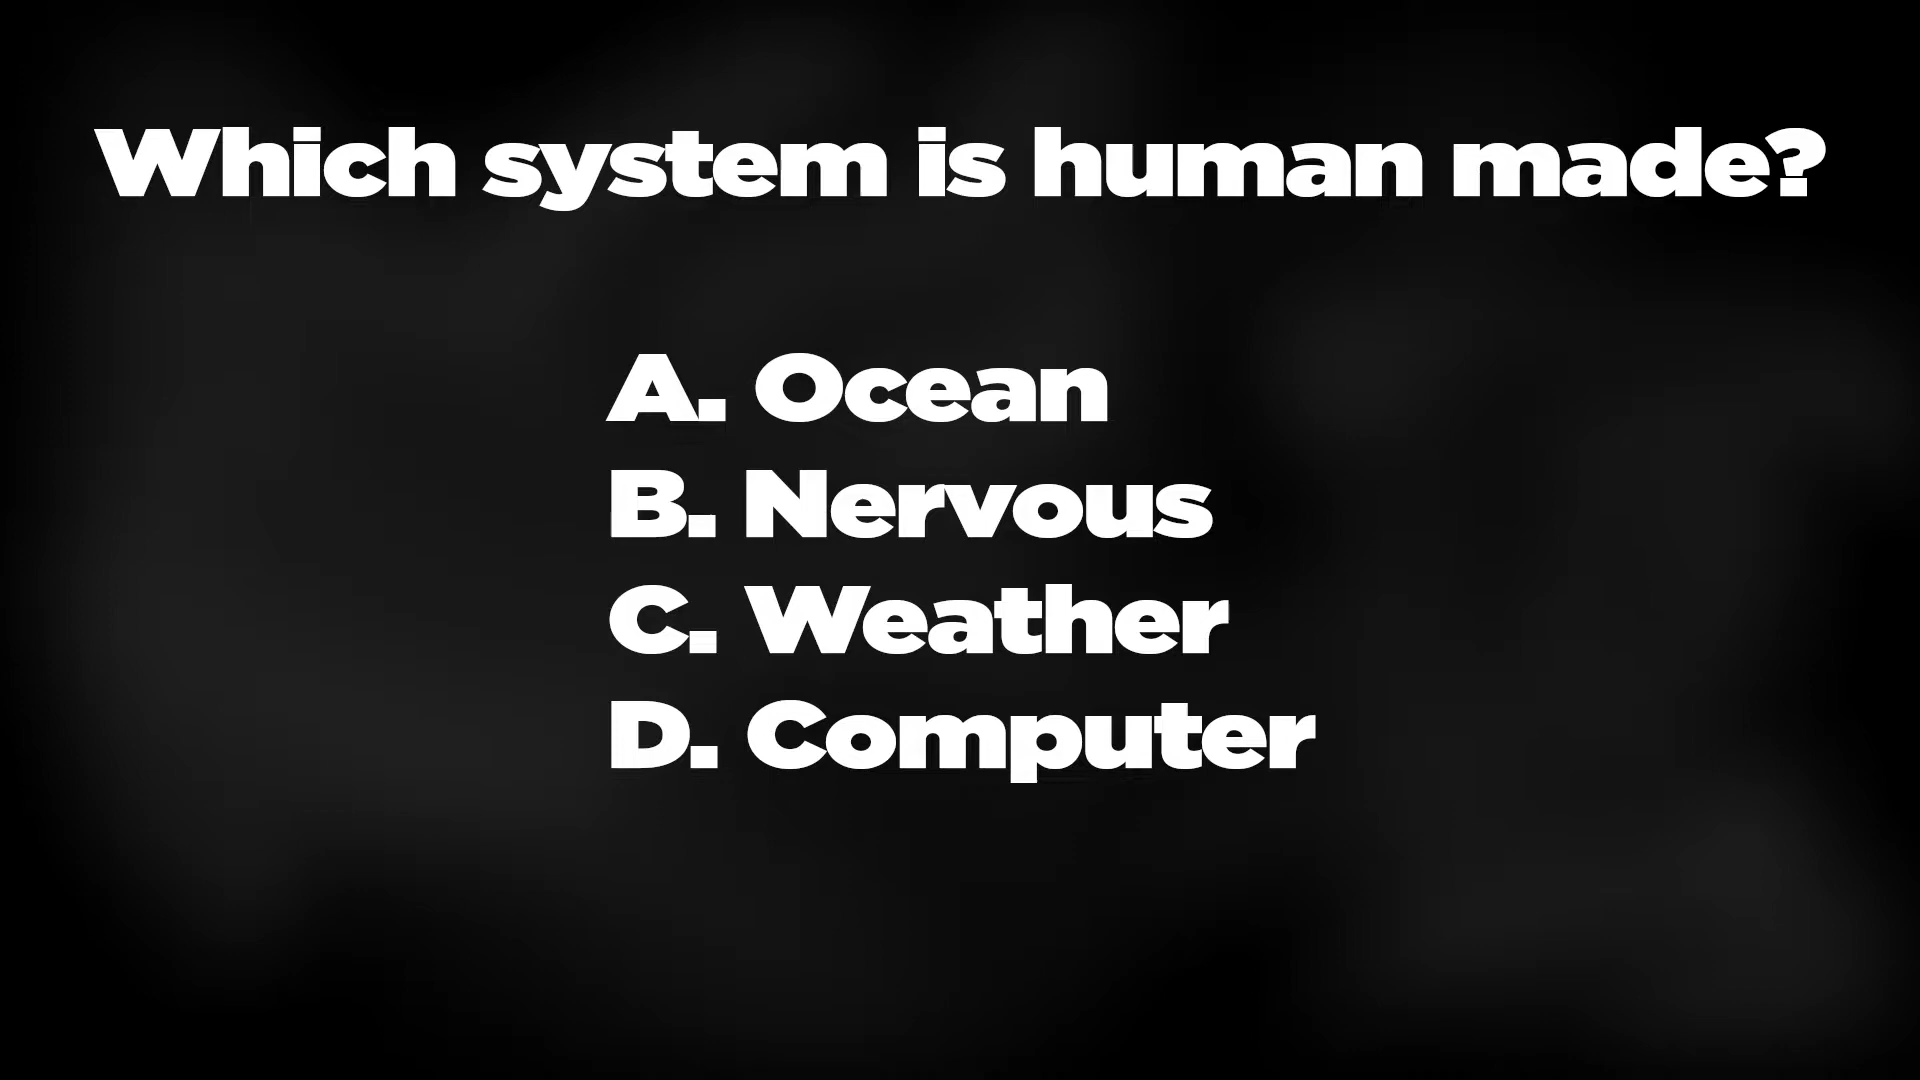 Which system is human made?
A. Ocean
B. Nervous
C. Weather
D. Computer